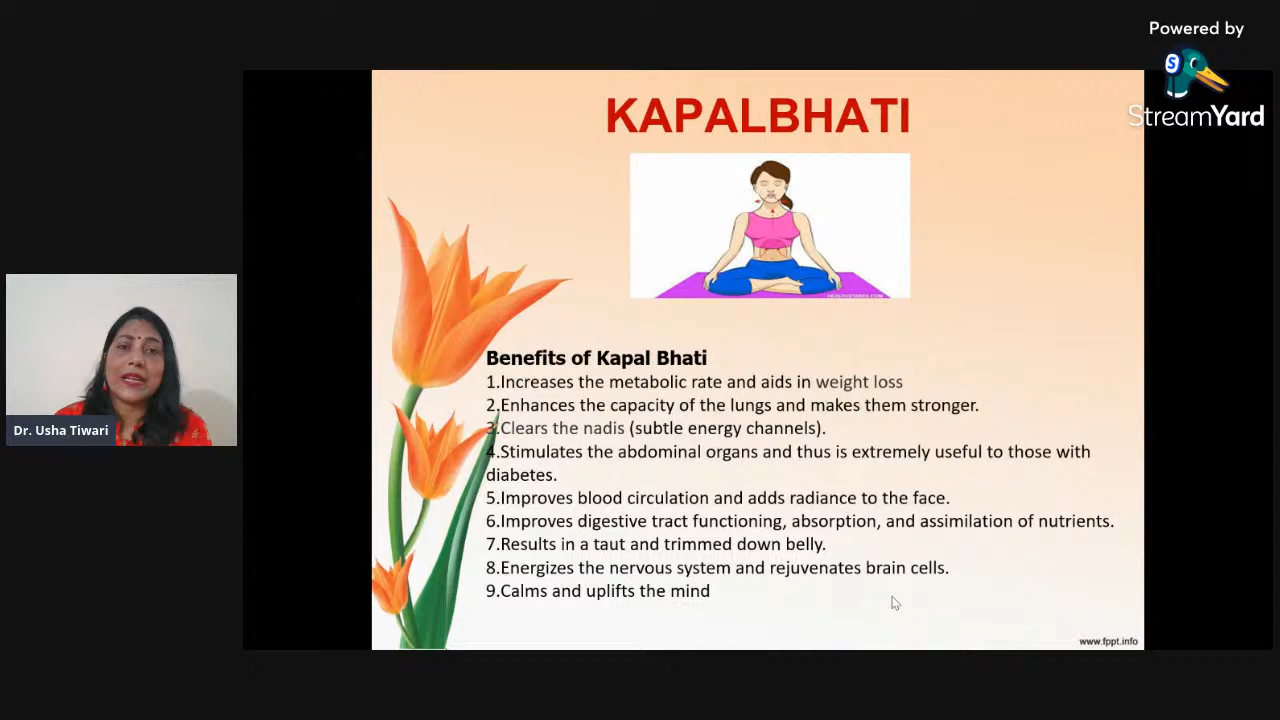 Powered by
StreamYard
KAPALBHATI
Benefits of Kapal Bhati
1.Increases the metabolic rate and aids in weight loss
2.Enhances the capacity of the lungs and makes them stronger.
3.Clears the nadis (subtle energy channels).
4.Stimulates the abdominal organs and thus is extremely useful to those with
diabetes.
5.Improves blood circulation and adds radiance to the face.
6.Improves digestive tract functioning, absorption, and assimilation of nutrients.
7.Results in a taut and trimmed down belly.
8.Energizes the nervous system and rejuvenates brain cells.
9.Calms and uplifts the mind
Dr. Usha Tiwari
www.fppt.info